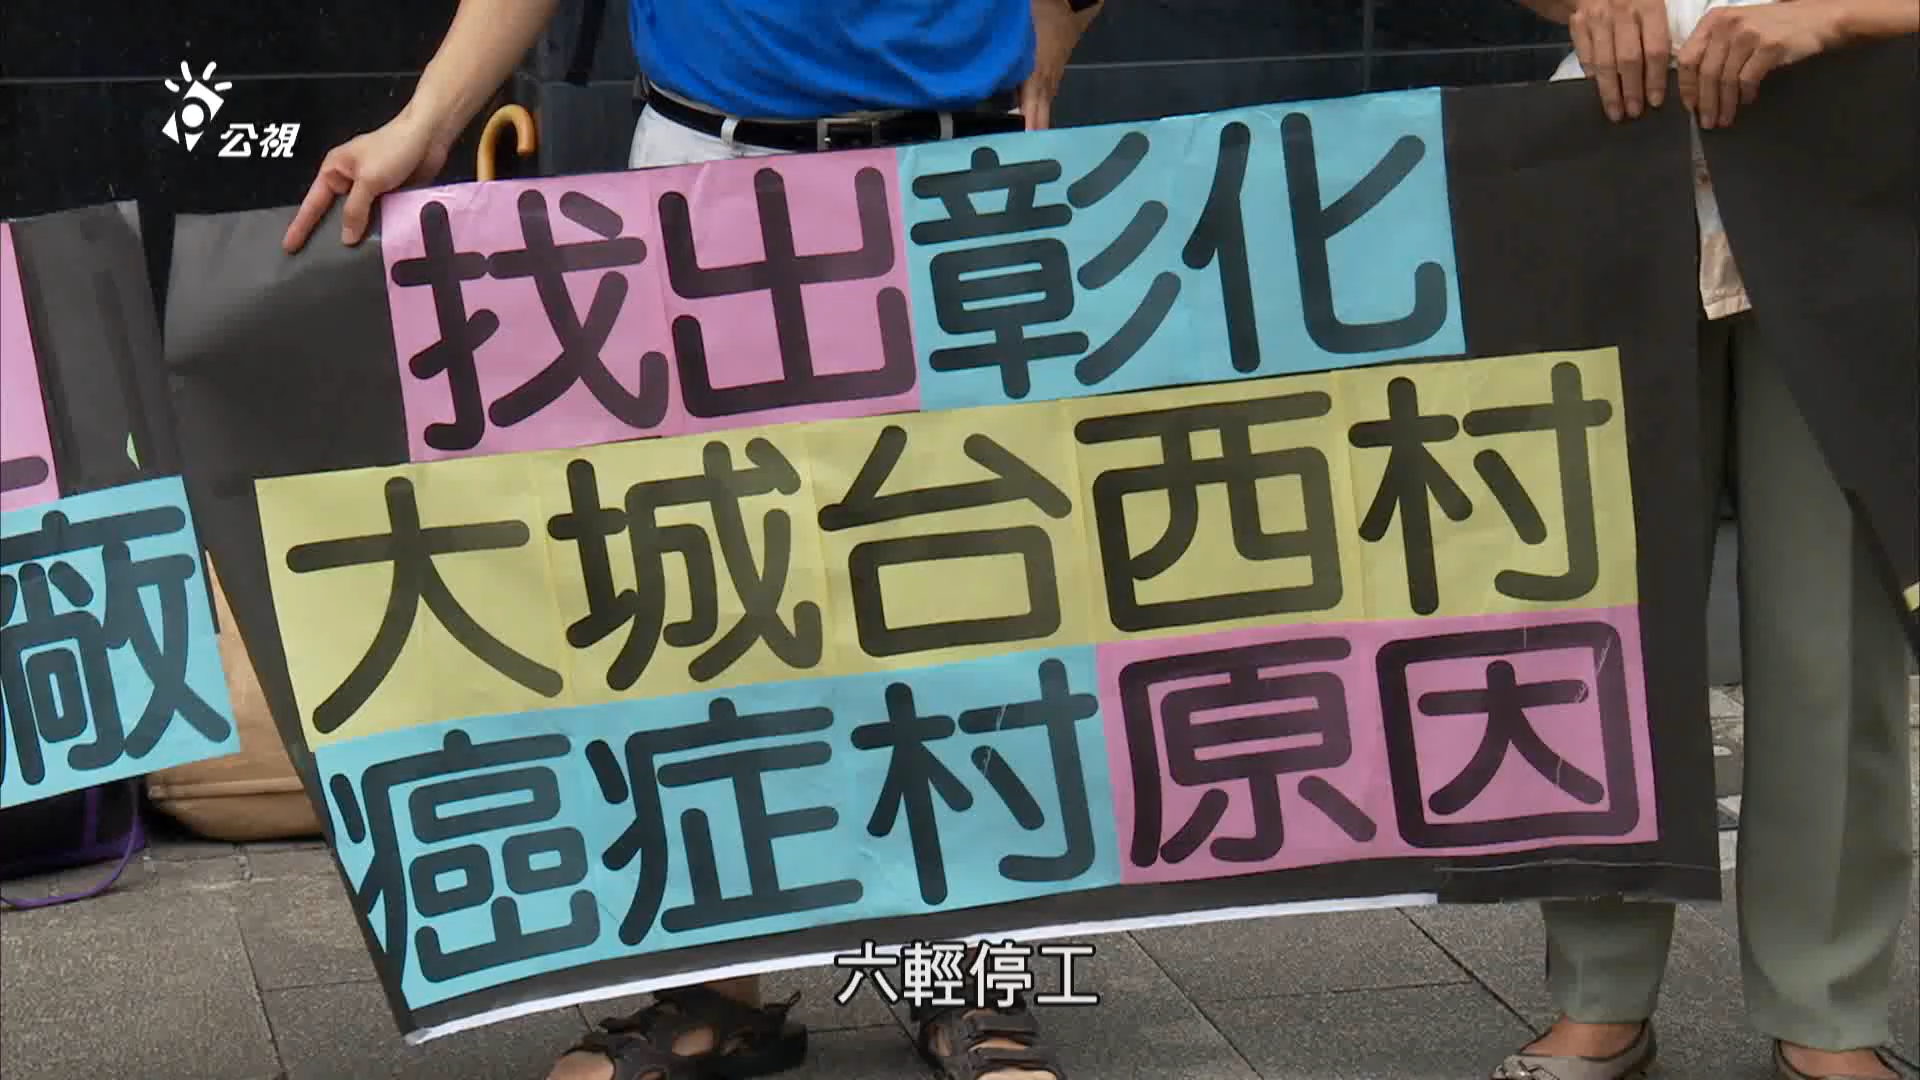 公視
找出彰化
大城台西村
癌症村原因
廠
六輕停工